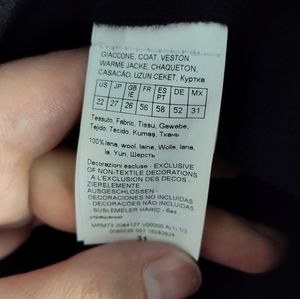 GIACCONE, COAT, VESTON,
WARME JACKE, CHAQUETON,
CASACÃO, UZUN CEKET, Куртка
US JP GB IE FR ES PT DE MX
22 27 26 56 58 52 31
Tessuto, Fabric, Tissu, Gewebe,
Tejido, Tecido, Kumaş, Ткань
100% lana, wool, laine, Wolle, lana,
la, Yün, Шерсть
Decorazioni escluse - EXCLUSIVE
OF NON-TEXTILE DECORATIONS
- EXCLUSION DES DECOS -
ZIERELEMENTE
AUSGESCHLOSSEN -
DECORACIONES NO INCLUIDAS
- DECORAÇÕES NÃO INCLUÍDAS
- SÜSLEMELER HARİÇ - без
31